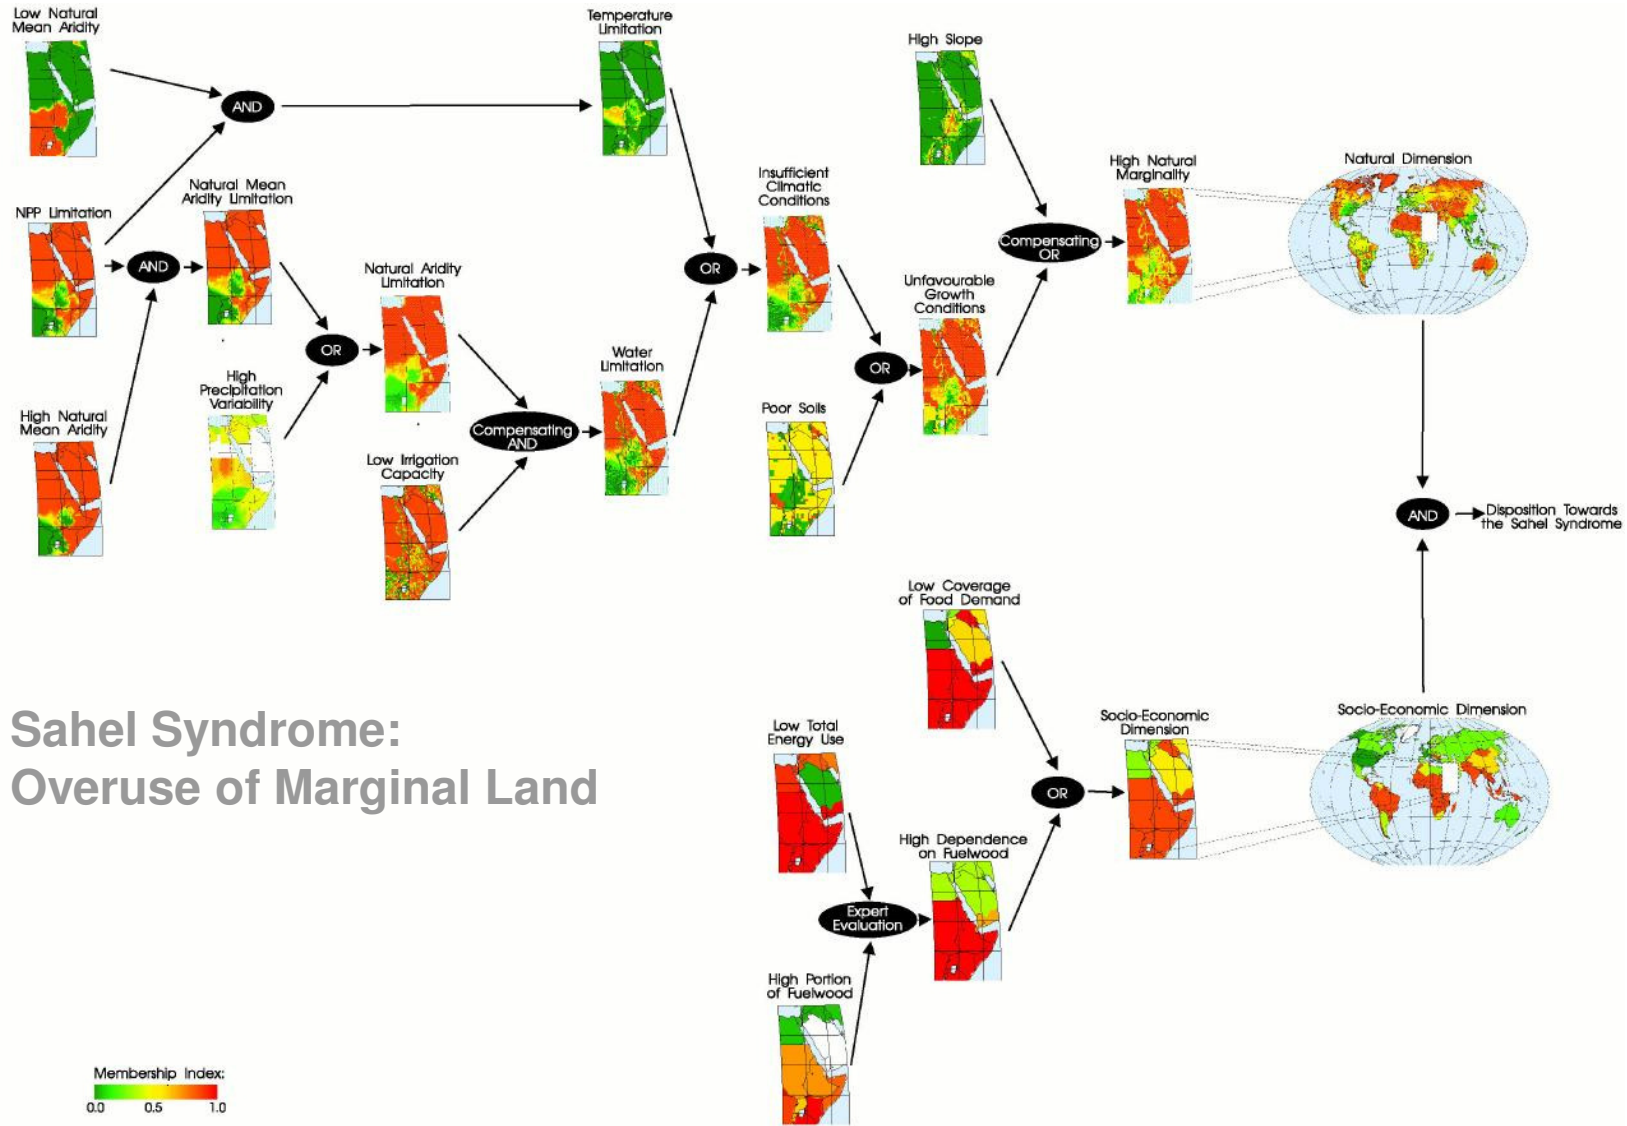 Low Natural
Mean Aridity
AND
Temperature
Limitation
High Slope
NPP Limitation
AND
Natural Mean
Aridity Limitation
High Natural
Mean Aridity
High
Precipitation
Variability
OR
Natural Aridity
Limitation
Low Irrigation
Capacity
Compensating
AND
Water
Limitation
OR
Insufficient
Climatic
Conditions
Poor Soils
OR
Unfavourable
Growth
Conditions
Compensating
OR
High Natural
Marginality
Natural Dimension
AND
Disposition Towards
the Sahel Syndrome
Low Coverage
of Food Demand
Low Total
Energy Use
Expert
Evaluation
High Portion
of Fuelwood
High Dependence
on Fuelwood
OR
Socio-Economic
Dimension
Socio-Economic Dimension
Sahel Syndrome:
Overuse of Marginal Land
Membership Index:
0.0 0.5 1.0